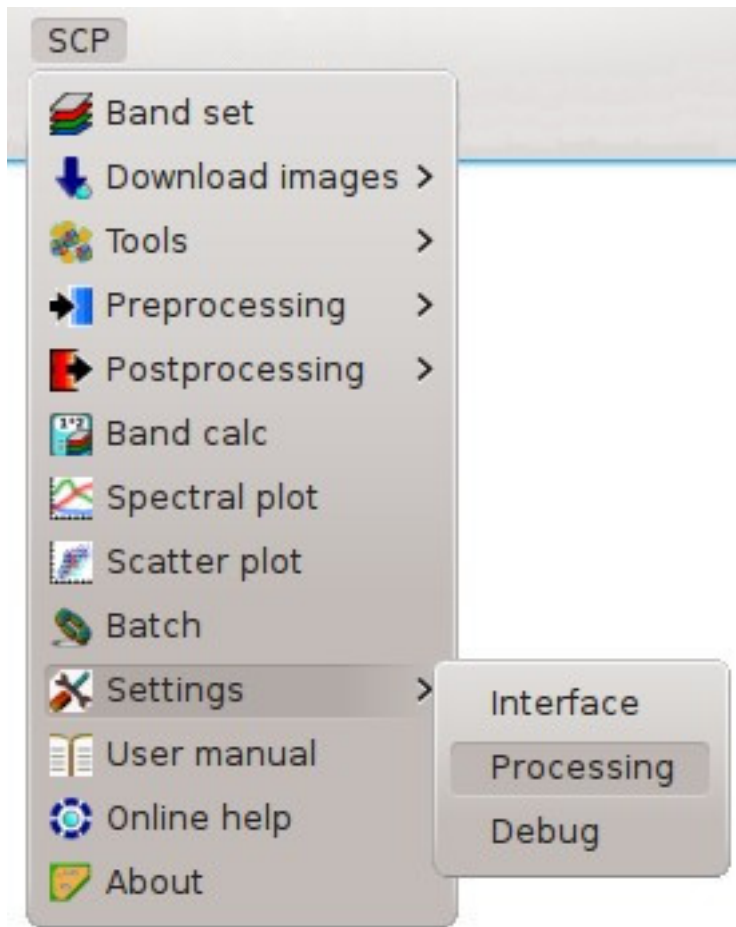 SCP
Band set
Download images
Tools
Preprocessing
Postprocessing
Band calc
Spectral plot
Scatter plot
Batch
Settings
Interface
Processing
Debug
User manual
Online help
About